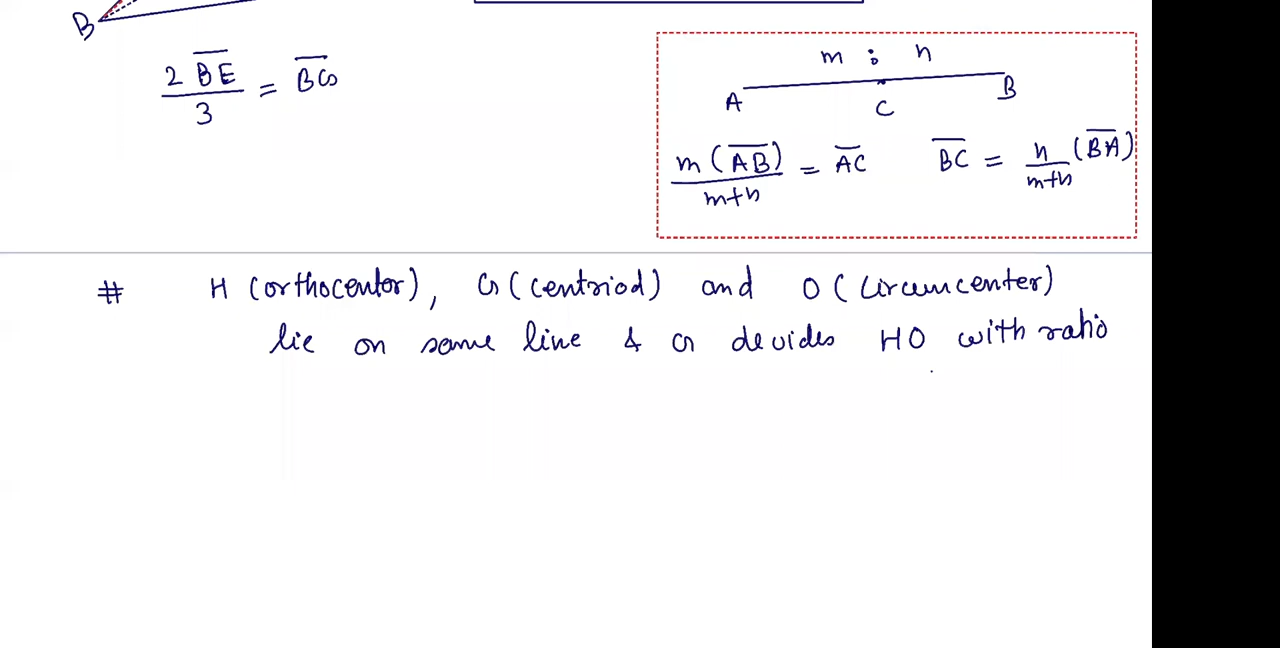 B
2 BE / 3 = BG
m : n
A C B
m (AB) / m+n = AC BC = n / m+n (BA)
# H (orthocenter), G (centriod) and O (circumcenter)
lie on same line & G devides HO with ratio